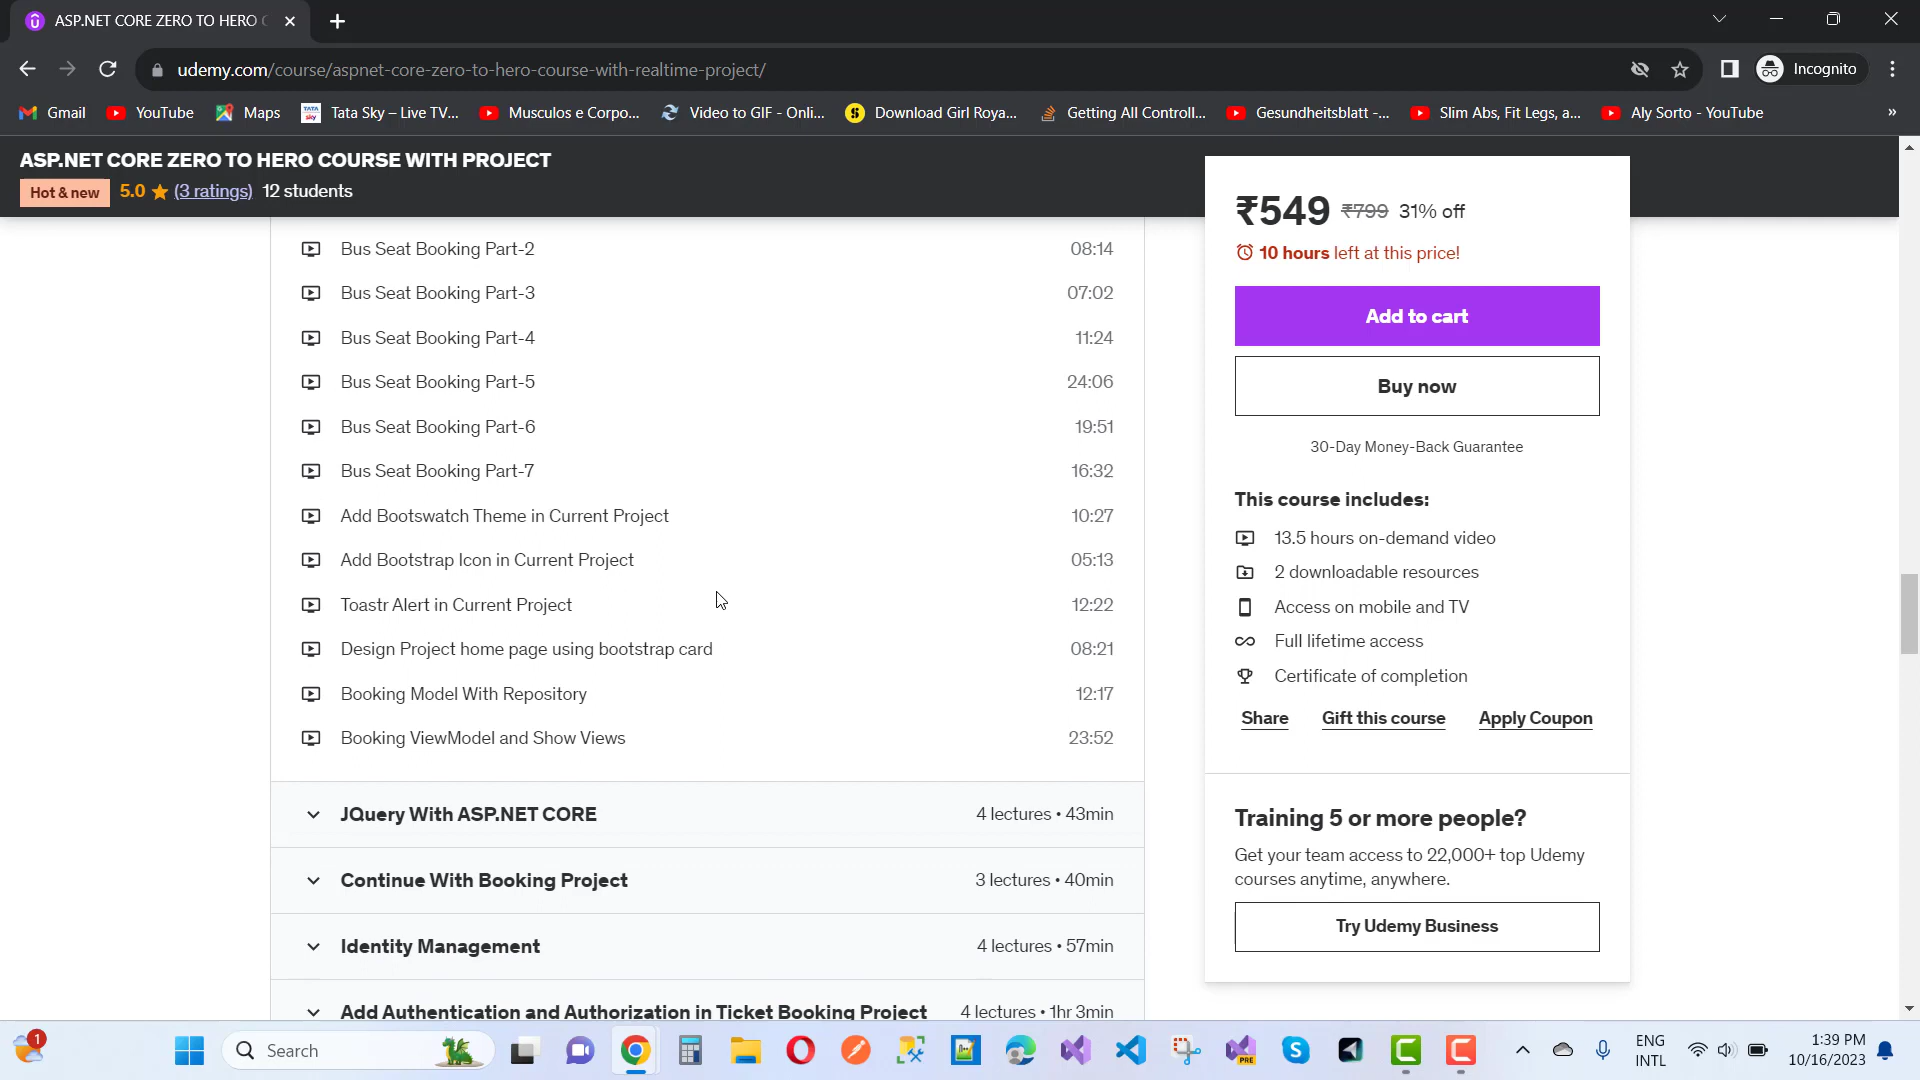 ASP.NET CORE ZERO TO HERO C
udemy.com/course/aspnet-core-zero-to-hero-course-with-realtime-project/
Incognito
Gmail
YouTube
Maps
Tata Sky – Live TV...
Musculos e Corpo...
Video to GIF - Onli...
Download Girl Roya...
Getting All Controll...
Gesundheitsblatt -...
Slim Abs, Fit Legs, a...
Aly Sorto - YouTube
»
ASP.NET CORE ZERO TO HERO COURSE WITH PROJECT
Hot & new 5.0 (3 ratings) 12 students
Bus Seat Booking Part-2 08:14
Bus Seat Booking Part-3 07:02
Bus Seat Booking Part-4 11:24
Bus Seat Booking Part-5 24:06
Bus Seat Booking Part-6 19:51
Bus Seat Booking Part-7 16:32
Add Bootswatch Theme in Current Project 10:27
Add Bootstrap Icon in Current Project 05:13
Toastr Alert in Current Project 12:22
Design Project home page using bootstrap card 08:21
Booking Model With Repository 12:17
Booking ViewModel and Show Views 23:52
JQuery With ASP.NET CORE 4 lectures • 43min
Continue With Booking Project 3 lectures • 40min
Identity Management 4 lectures • 57min
Add Authentication and Authorization in Ticket Booking Project 4 lectures • 1hr 3min
₹549 ₹799 31% off
10 hours left at this price!
Add to cart
Buy now
30-Day Money-Back Guarantee
This course includes:
13.5 hours on-demand video
2 downloadable resources
Access on mobile and TV
Full lifetime access
Certificate of completion
Share Gift this course Apply Coupon
Training 5 or more people?
Get your team access to 22,000+ top Udemy
courses anytime, anywhere.
Try Udemy Business
1
Search
PRE
ENG
INTL
1:39 PM
10/16/2023